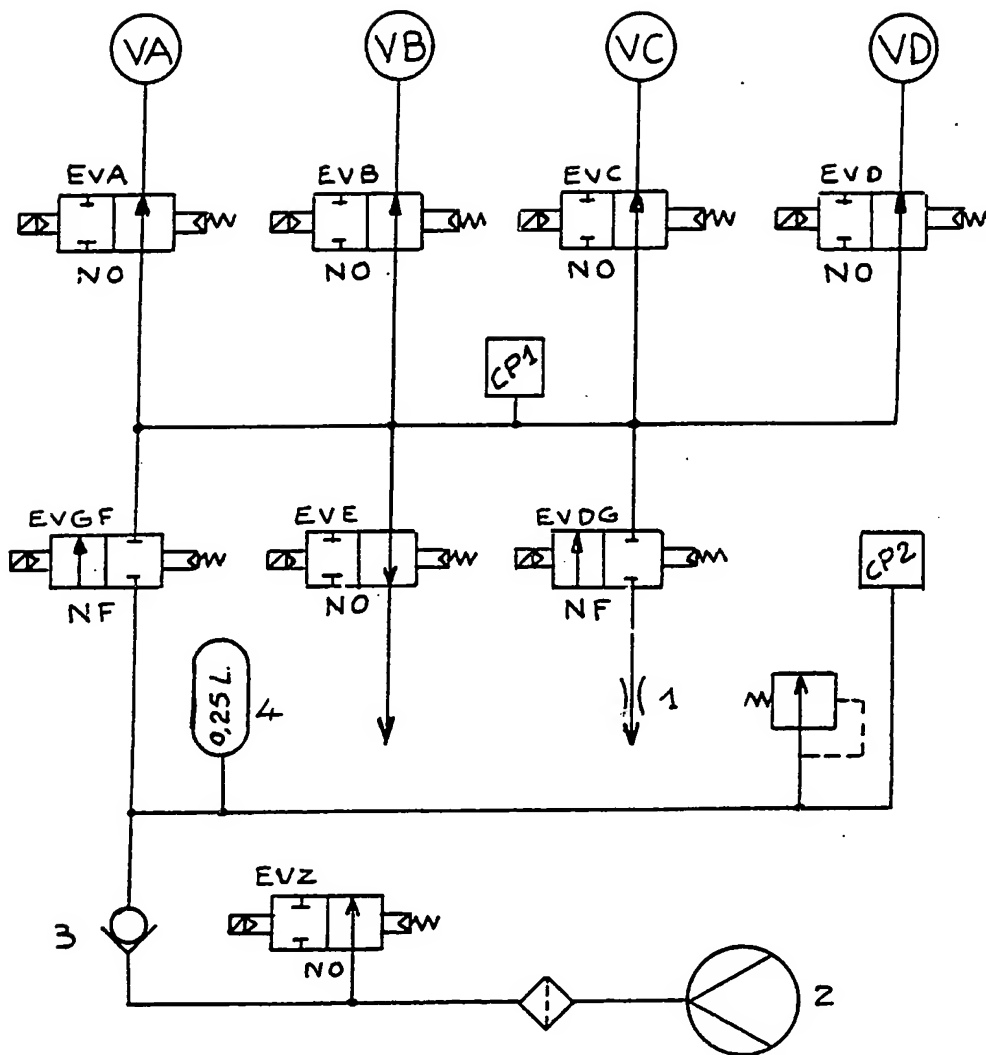 VA VB VC VD
EVA EVB EVC EVD
NO NO NO NO
CP1
EVGF EVE EVDG
CP2
NF NO NF
0,25 L. 4 1
EVZ
3
NO
2